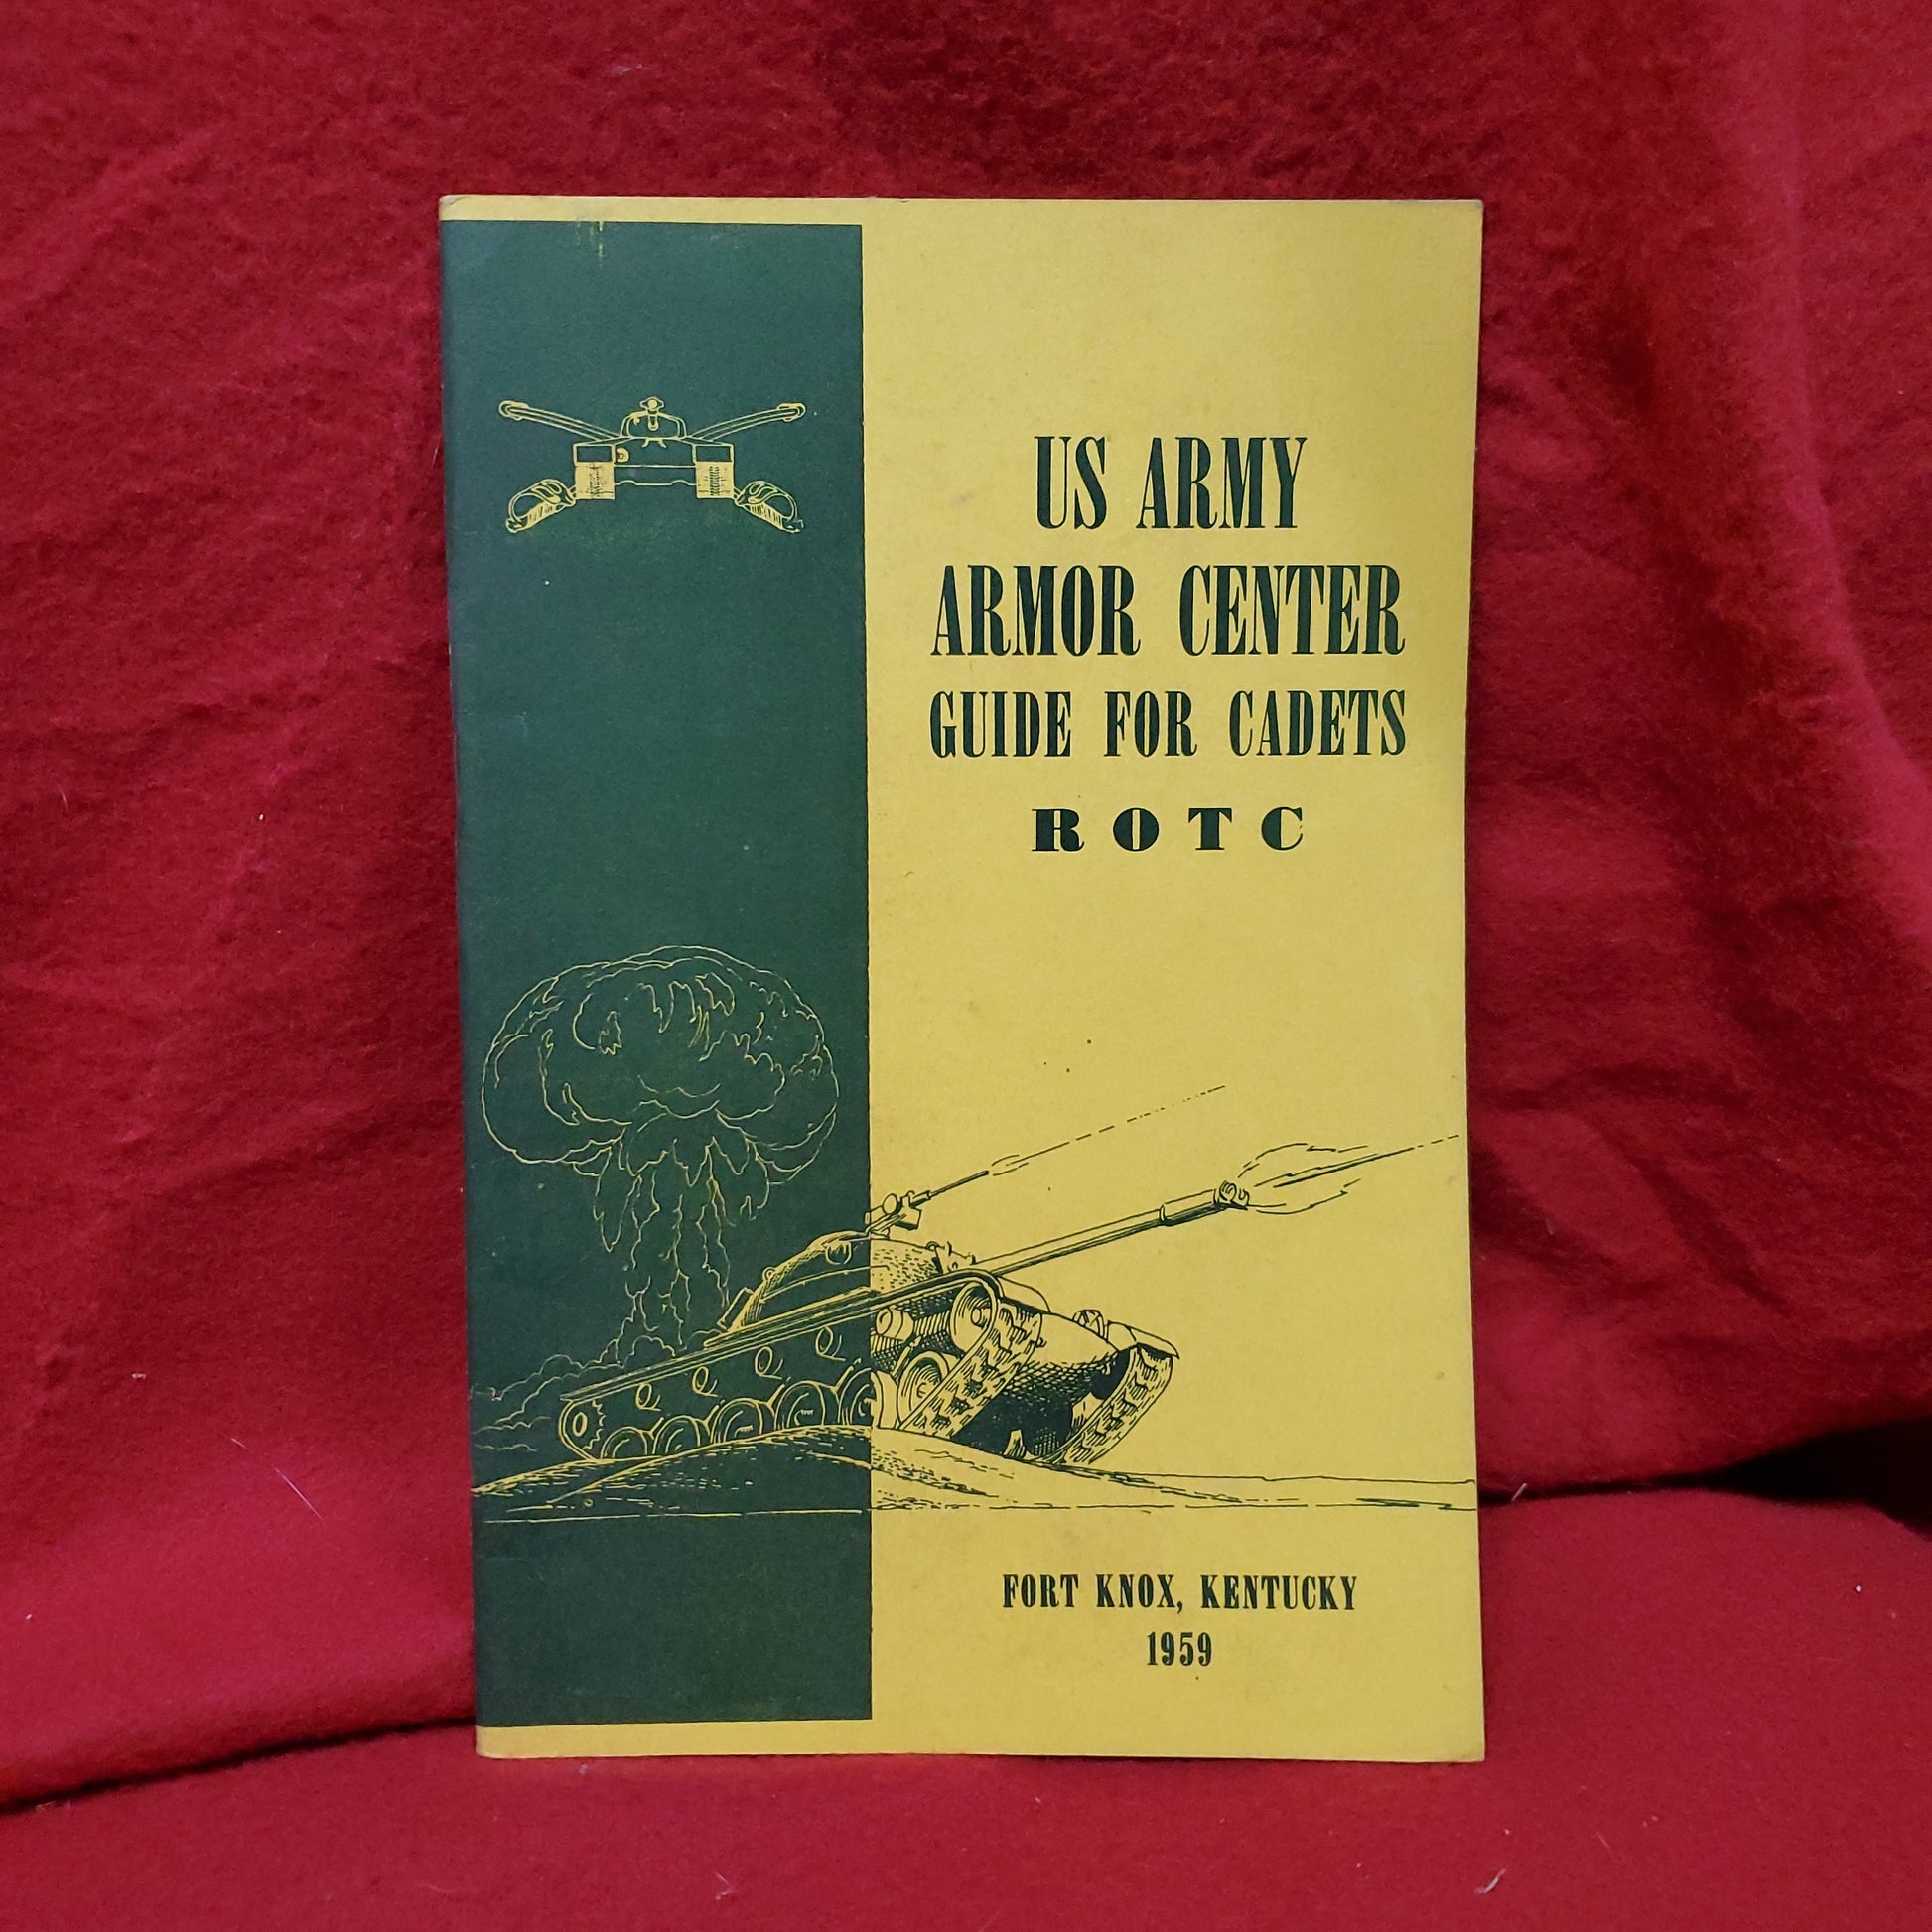 US ARMY
ARMOR CENTER
GUIDE FOR CADETS
ROTC
FORT KNOX, KENTUCKY
1959